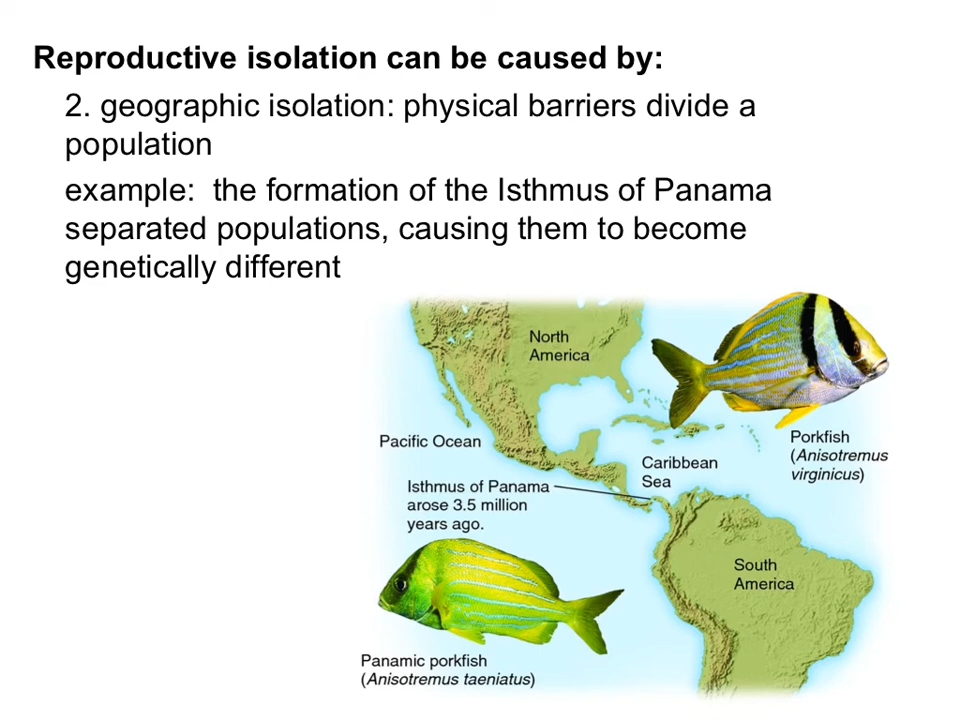 Reproductive isolation can be caused by:
2. geographic isolation: physical barriers divide a
population
example:  the formation of the Isthmus of Panama
separated populations, causing them to become
genetically different
North
America
Pacific Ocean
Porkfish
(Anisotremus
virginicus)
Caribbean
Sea
Isthmus of Panama
arose 3.5 million
years ago.
South
America
Panamic porkfish
(Anisotremus taeniatus)